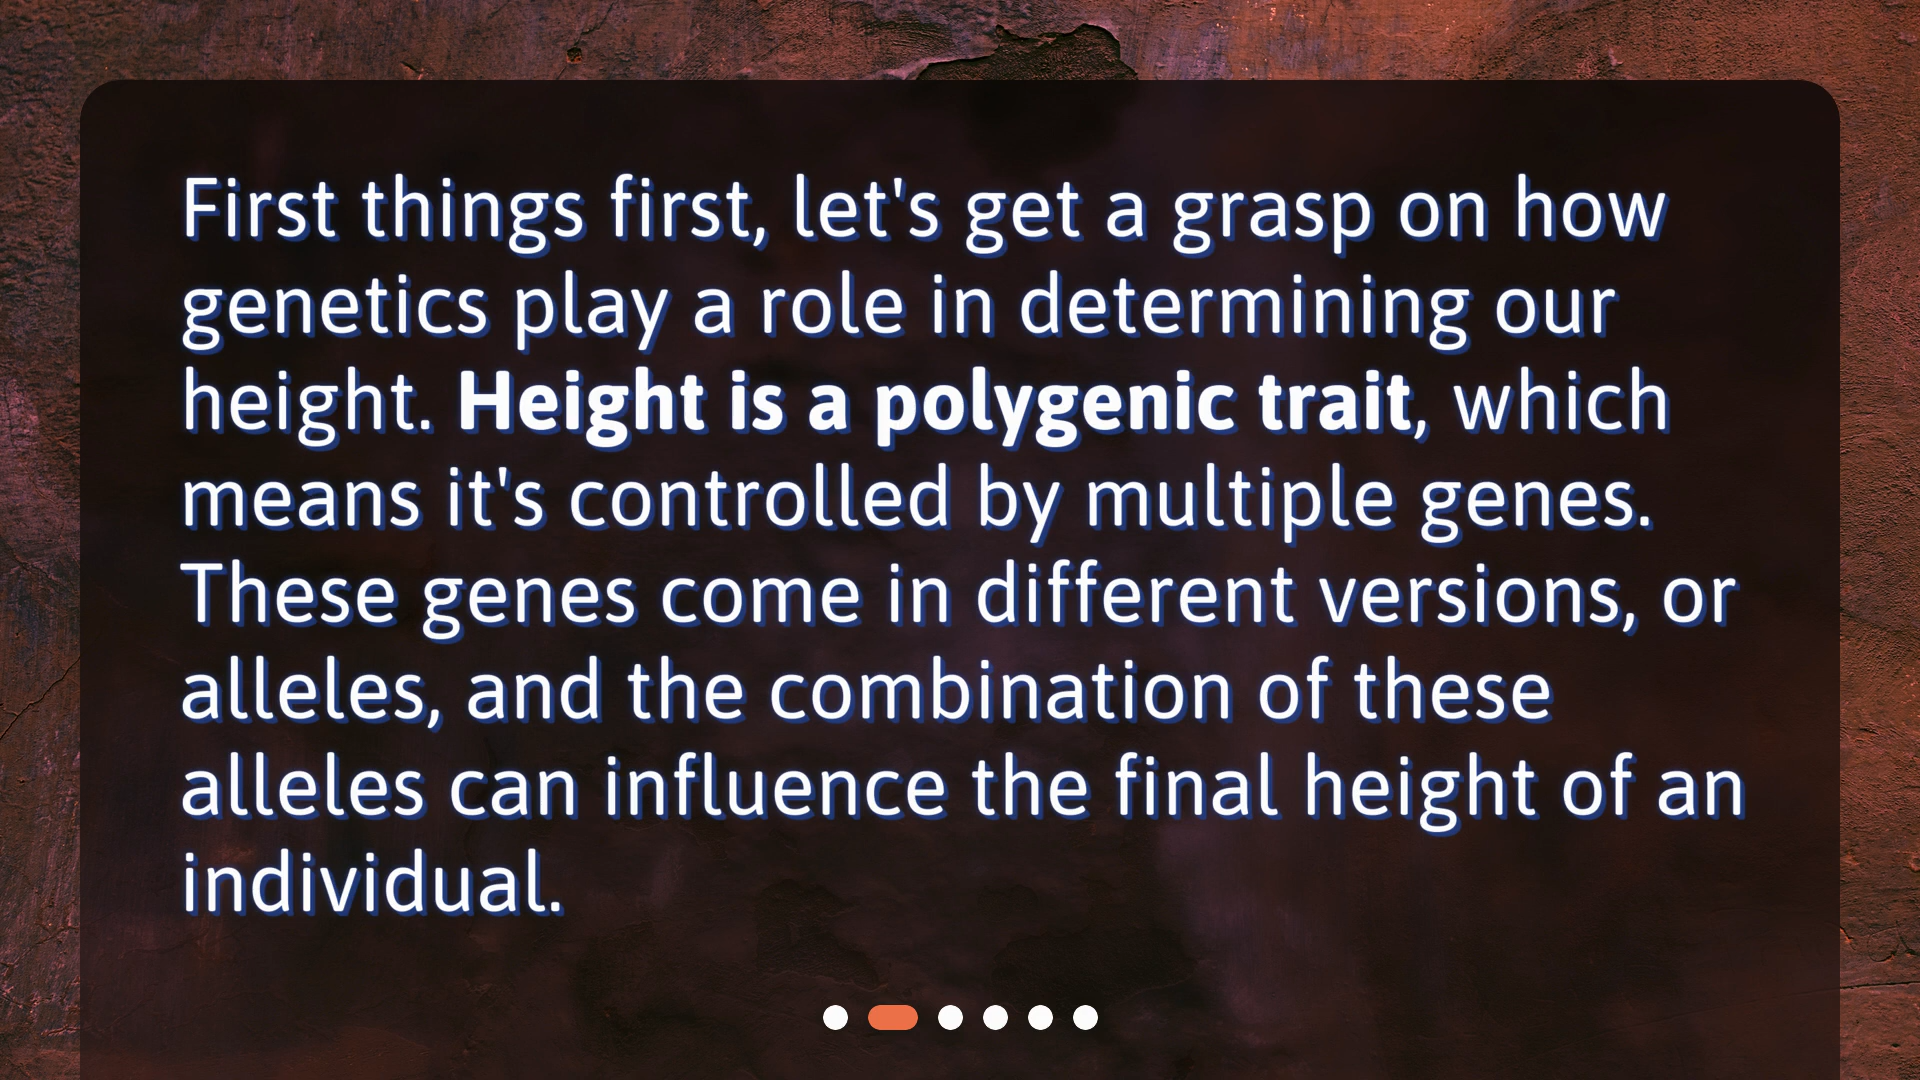 First things first, let's get a grasp on how
genetics play a role in determining our
height. Height is a polygenic trait, which
means it's controlled by multiple genes.
These genes come in different versions, or
alleles, and the combination of these
alleles can influence the final height of an
individual.